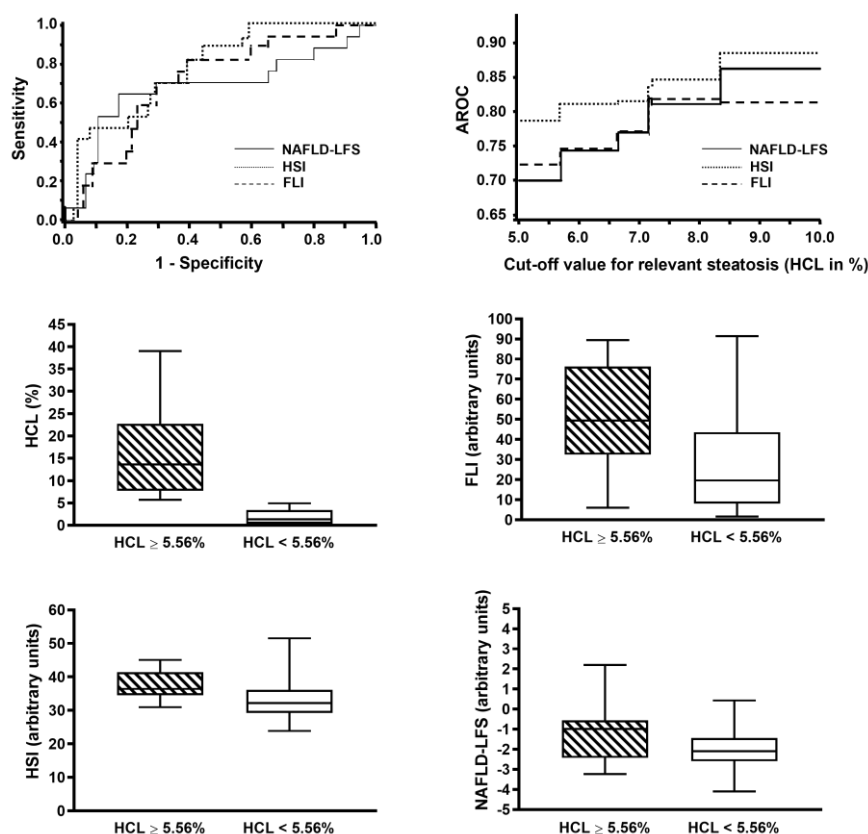 1.0
0.8
0.6
0.4
0.2
0.0
Sensitivity
NAFLD-LFS
HSI
FLI
0.0 0.2 0.4 0.6 0.8 1.0
1 - Specificity
0.90
0.85
0.80
0.75
0.70
0.65
AROC
NAFLD-LFS
HSI
FLI
5.0 6.0 7.0 8.0 9.0 10.0
Cut-off value for relevant steatosis (HCL in %)
45
40
35
30
25
20
15
10
5
0
HCL (%)
HCL ≥ 5.56% HCL < 5.56%
100
90
80
70
60
50
40
30
20
10
0
FLI (arbitrary units)
HCL ≥ 5.56% HCL < 5.56%
60
50
40
30
20
10
0
HSI (arbitrary units)
HCL ≥ 5.56% HCL < 5.56%
5
4
3
2
1
0
-1
-2
-3
-4
-5
NAFLD-LFS (arbitrary units)
HCL ≥ 5.56% HCL < 5.56%